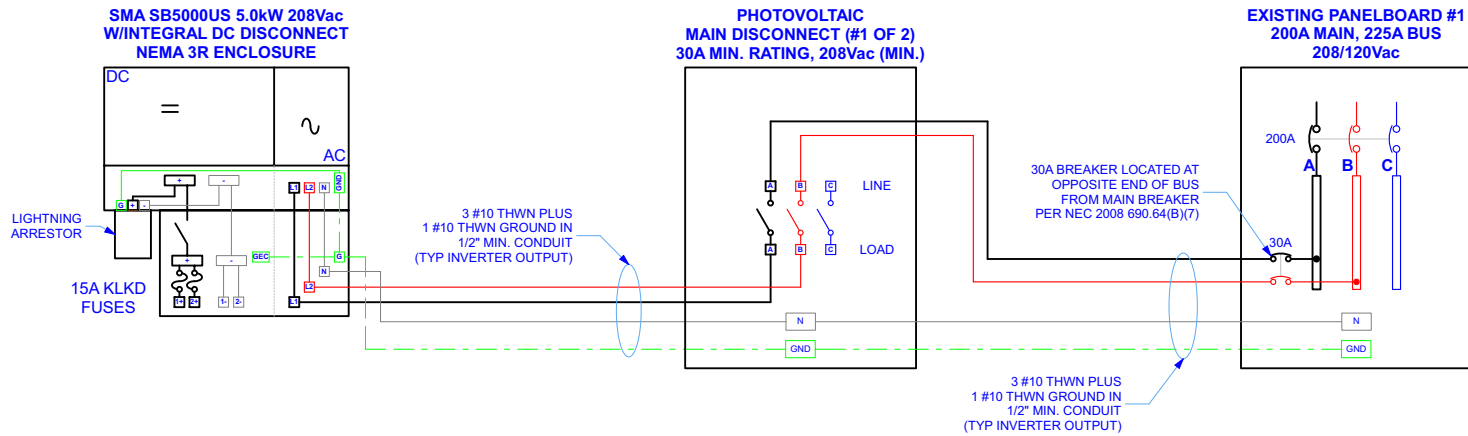 SMA SB5000US 5.0kW 208Vac
W/INTEGRAL DC DISCONNECT
NEMA 3R ENCLOSURE
PHOTOVOLTAIC
MAIN DISCONNECT (#1 OF 2)
30A MIN. RATING, 208Vac (MIN.)
EXISTING PANELBOARD #1
200A MAIN, 225A BUS
208/120Vac
DC
=
∿
AC
+
-
L1
L2
N
GND
G
+
-
LIGHTNING
ARRESTOR
+
-
GEC
G
N
L2
L1
15A KLKD
FUSES
1+
2+
1-
2-
3 #10 THWN PLUS
1 #10 THWN GROUND IN
1/2" MIN. CONDUIT
(TYP INVERTER OUTPUT)
A
B
C
LINE
A
B
C
LOAD
N
GND
200A
A
B
C
30A BREAKER LOCATED AT
OPPOSITE END OF BUS
FROM MAIN BREAKER
PER NEC 2008 690.64(B)(7)
30A
N
GND
3 #10 THWN PLUS
1 #10 THWN GROUND IN
1/2" MIN. CONDUIT
(TYP INVERTER OUTPUT)